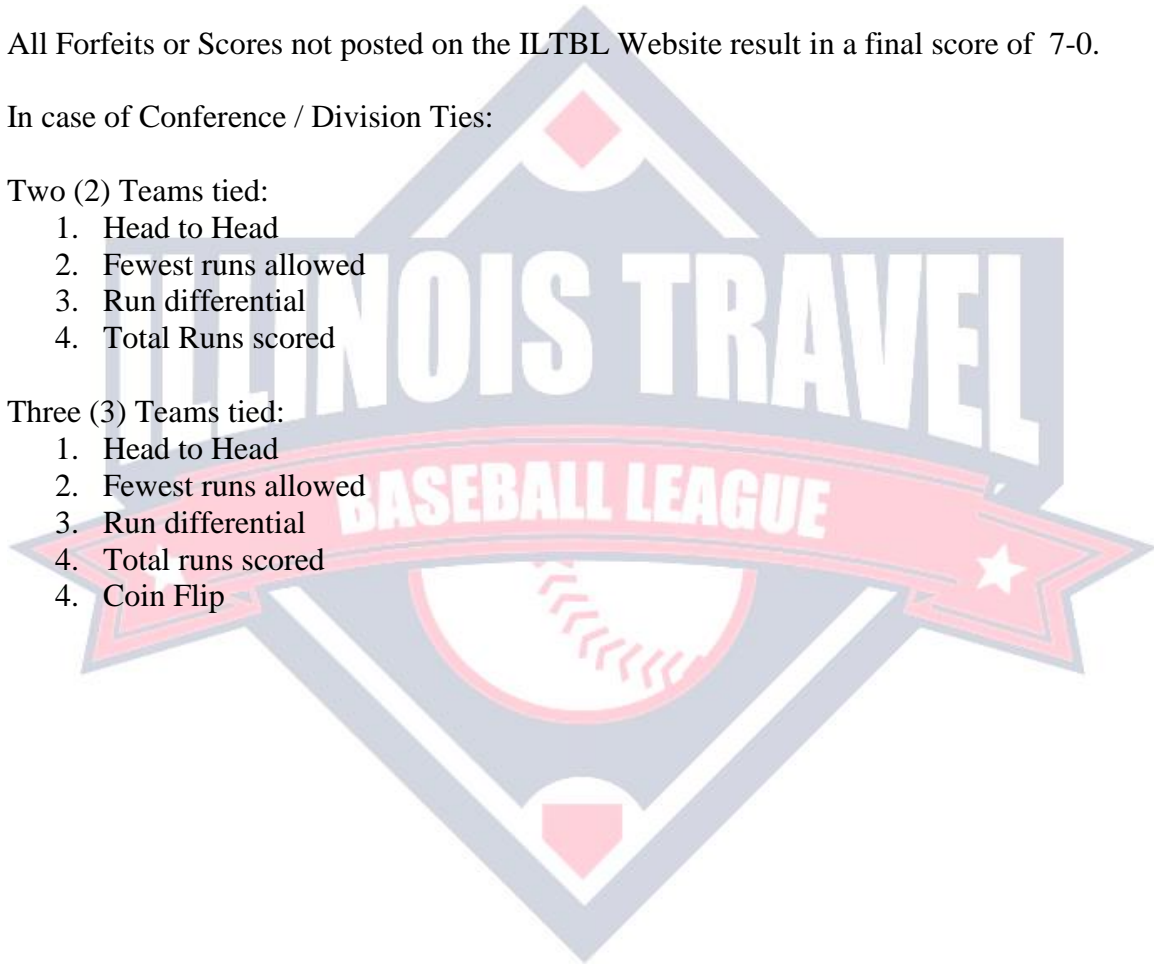 All Forfeits or Scores not posted on the ILTBL Website result in a final score of 7-0.
In case of Conference / Division Ties:
Two (2) Teams tied:
1. Head to Head
2. Fewest runs allowed
3. Run differential
4. Total Runs scored
Three (3) Teams tied:
1. Head to Head
2. Fewest runs allowed
3. Run differential
4. Total runs scored
4. Coin Flip
ILLINOIS TRAVEL
BASEBALL LEAGUE